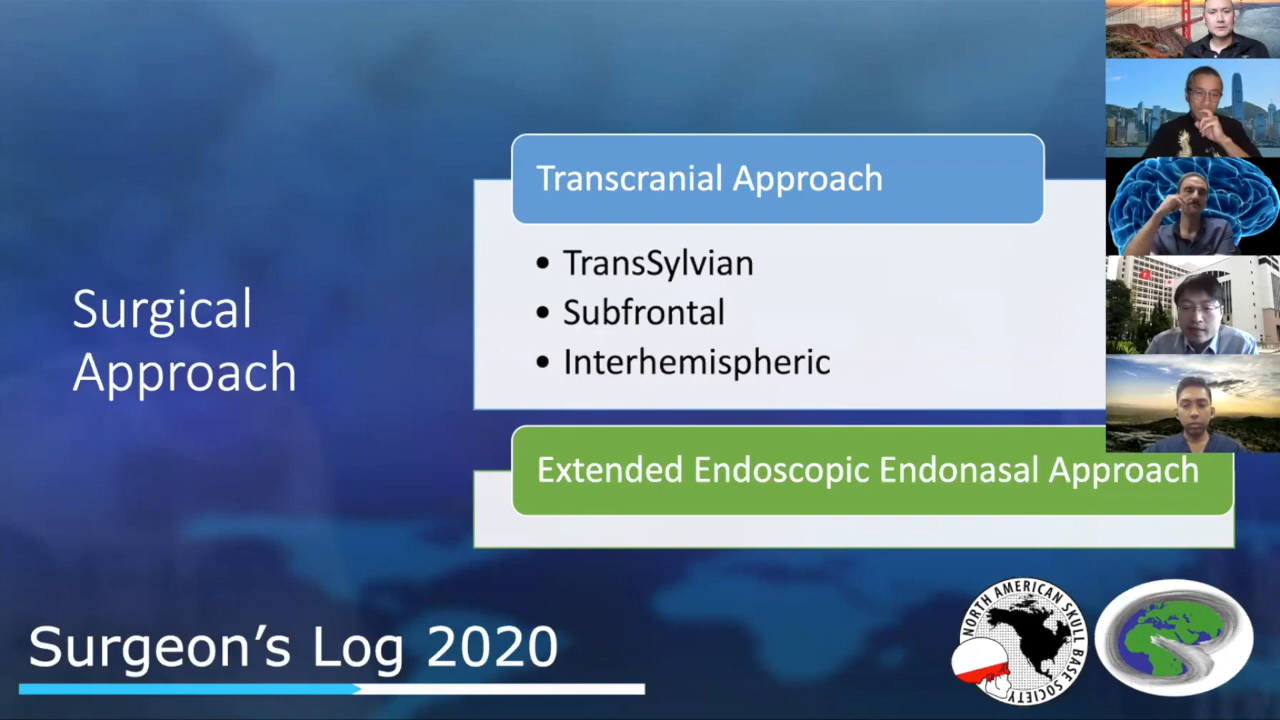 Surgical
Approach
Transcranial Approach
• TransSylvian
• Subfrontal
• Interhemispheric
Extended Endoscopic Endonasal Approach
Surgeon’s Log 2020
NORTH AMERICAN SKULL BASE SOCIETY